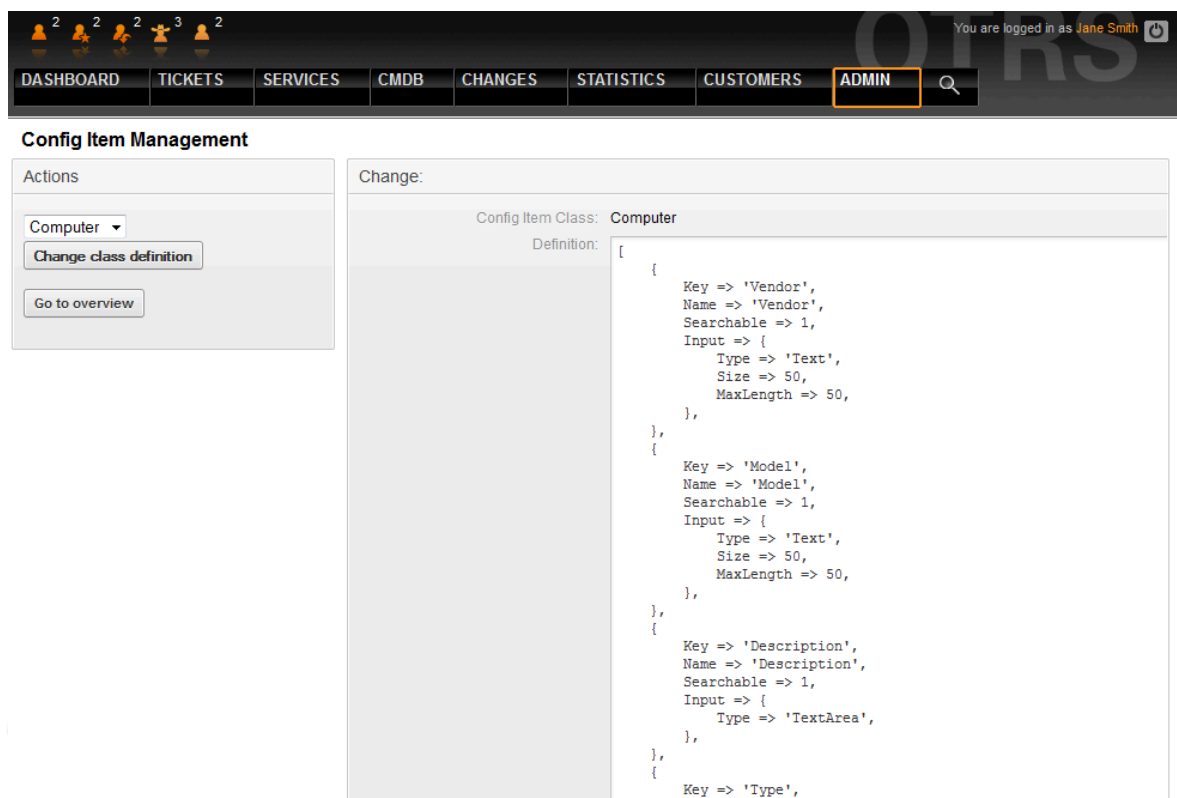 2 2 2 3 2
OTRS
You are logged in as Jane Smith
DASHBOARD TICKETS SERVICES CMDB CHANGES STATISTICS CUSTOMERS ADMIN
Config Item Management
Actions
Computer
Change class definition
Go to overview
Change:
Config Item Class: Computer
Definition:
[
    {
        Key => 'Vendor',
        Name => 'Vendor',
        Searchable => 1,
        Input => {
            Type => 'Text',
            Size => 50,
            MaxLength => 50,
        },
    },
    {
        Key => 'Model',
        Name => 'Model',
        Searchable => 1,
        Input => {
            Type => 'Text',
            Size => 50,
            MaxLength => 50,
        },
    },
    {
        Key => 'Description',
        Name => 'Description',
        Searchable => 1,
        Input => {
            Type => 'TextArea',
        },
    },
    {
        Key => 'Type',